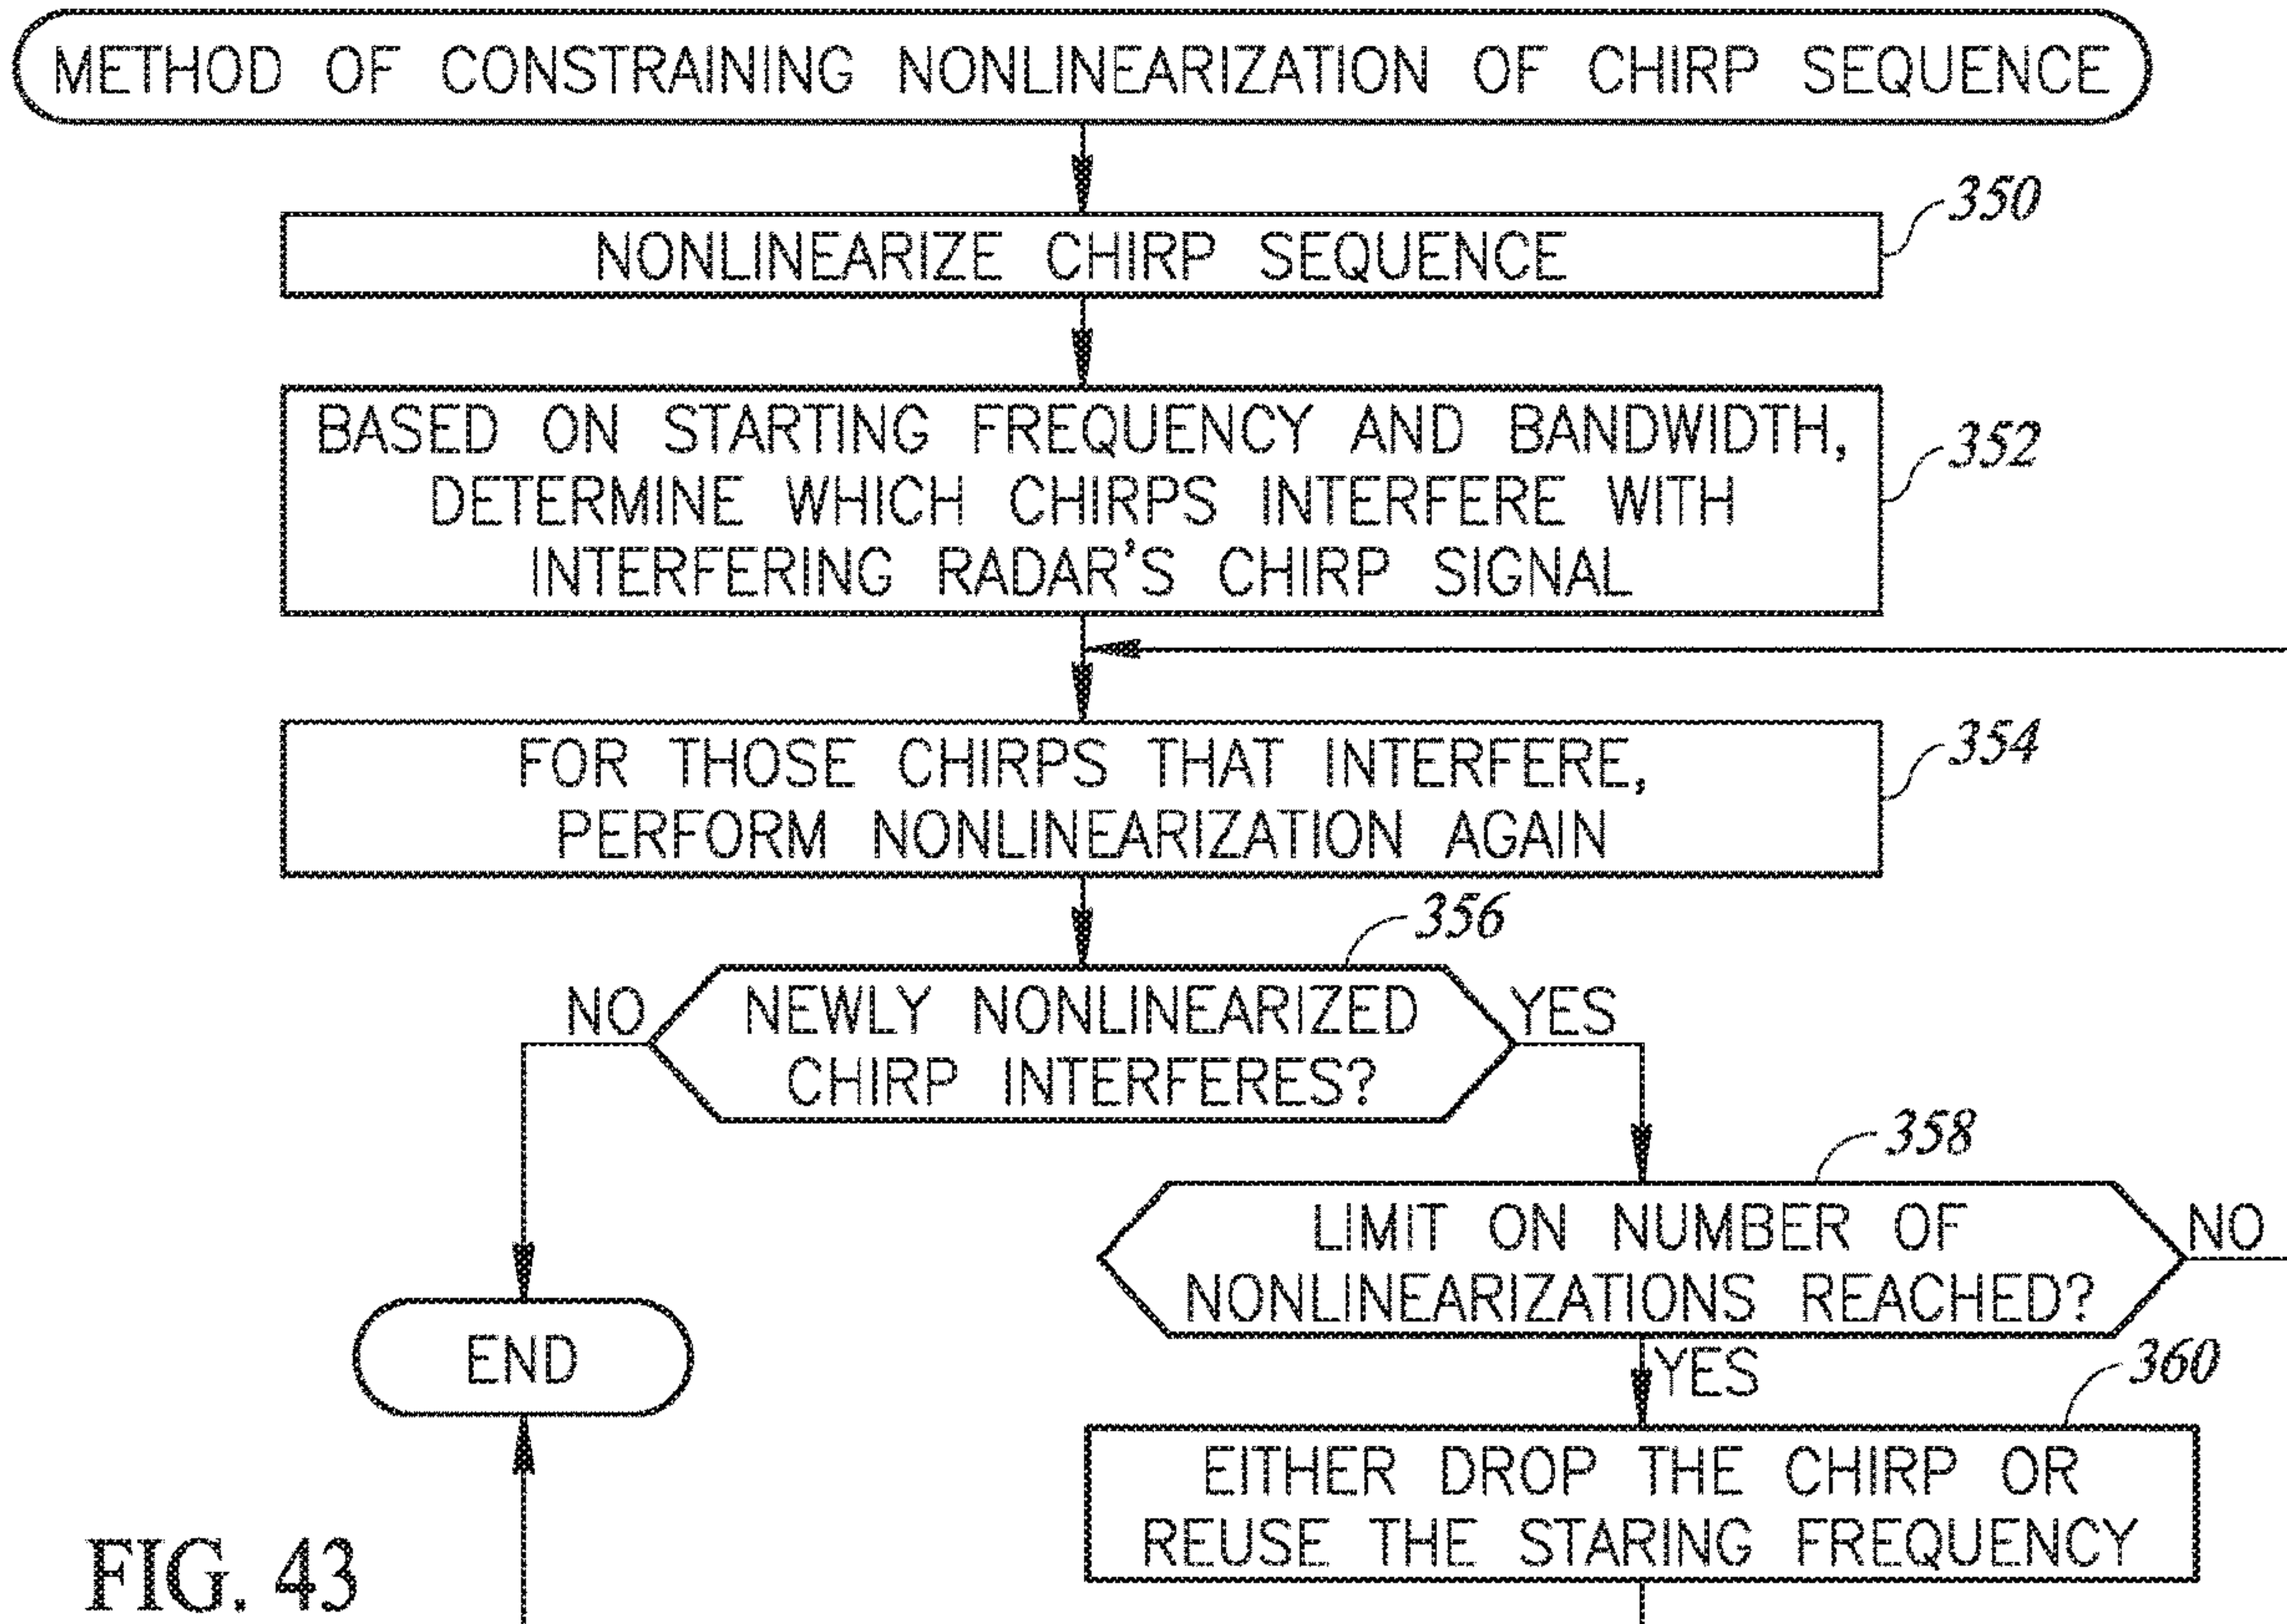 METHOD OF CONSTRAINING NONLINEARIZATION OF CHIRP SEQUENCE
350
NONLINEARIZE CHIRP SEQUENCE
BASED ON STARTING FREQUENCY AND BANDWIDTH,
DETERMINE WHICH CHIRPS INTERFERE WITH
INTERFERING RADAR'S CHIRP SIGNAL
352
FOR THOSE CHIRPS THAT INTERFERE,
PERFORM NONLINEARIZATION AGAIN
354
356
NO
NEWLY NONLINEARIZED
CHIRP INTERFERES?
YES
358
LIMIT ON NUMBER OF
NONLINEARIZATIONS REACHED?
NO
END
YES
360
EITHER DROP THE CHIRP OR
REUSE THE STARING FREQUENCY
FIG. 43